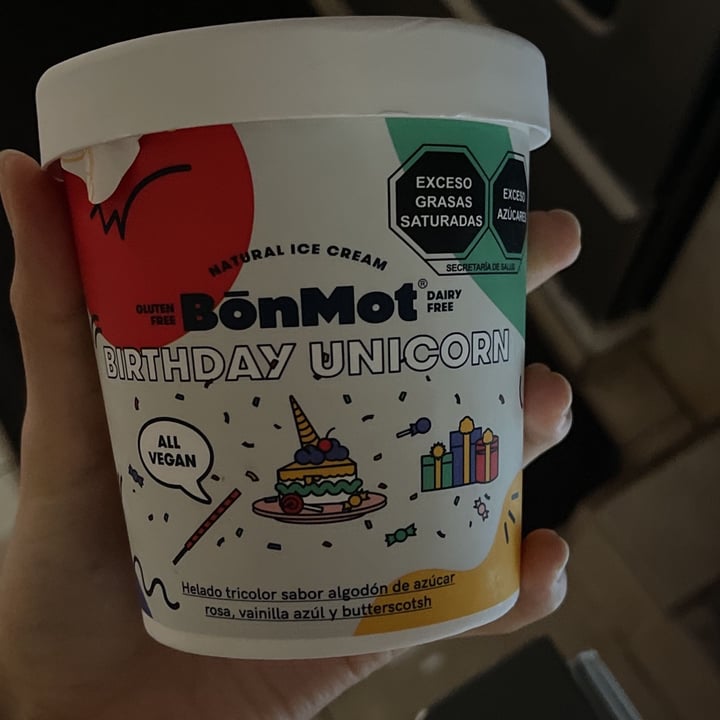 EXCESO
GRASAS
SATURADAS
EXCESO
AZÚCARES
SECRETARÍA DE SALUD
NATURAL ICE CREAM
GLUTEN
FREE
BōnMot®
DAIRY
FREE
BIRTHDAY UNICORN
ALL
VEGAN
Helado tricolor sabor algodón de azúcar
rosa, vainilla azúl y butterscotsh